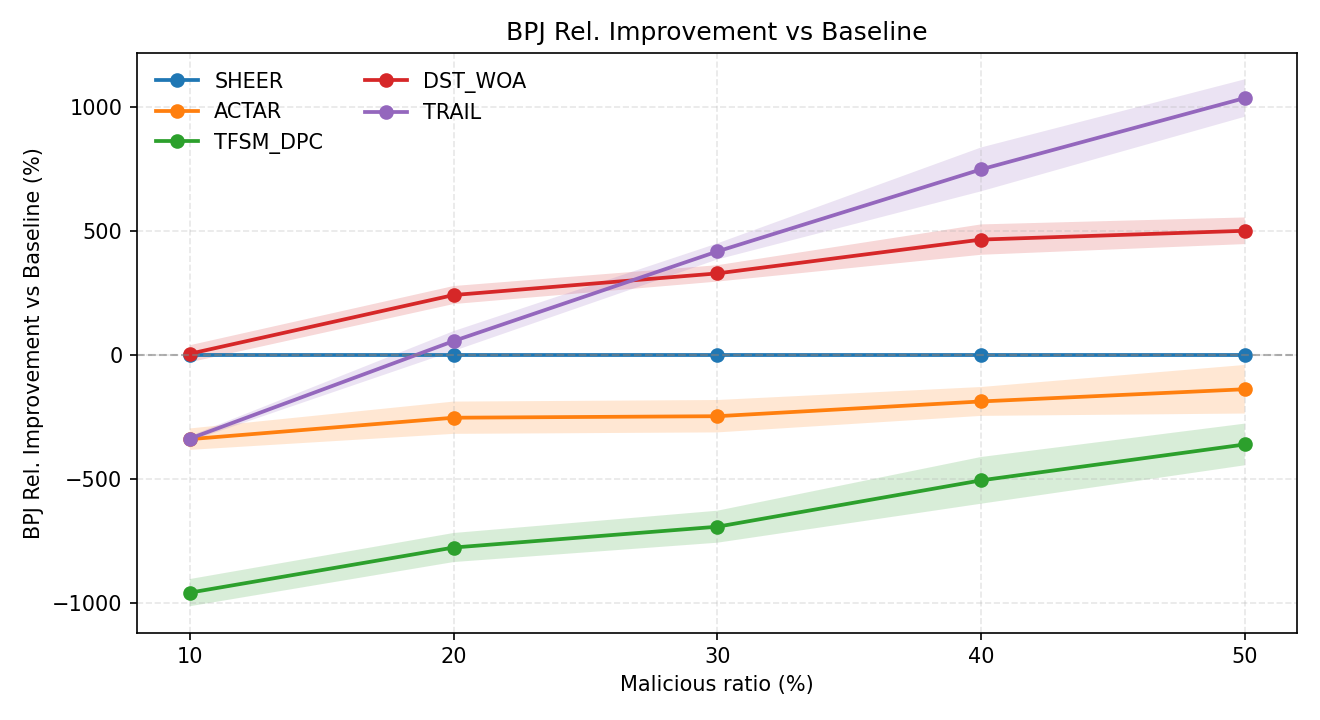 BPJ Rel. Improvement vs Baseline
SHEER
ACTAR
TFSM_DPC
DST_WOA
TRAIL
BPJ Rel. Improvement vs Baseline (%)
1000
500
0
−500
−1000
10 20 30 40 50
Malicious ratio (%)